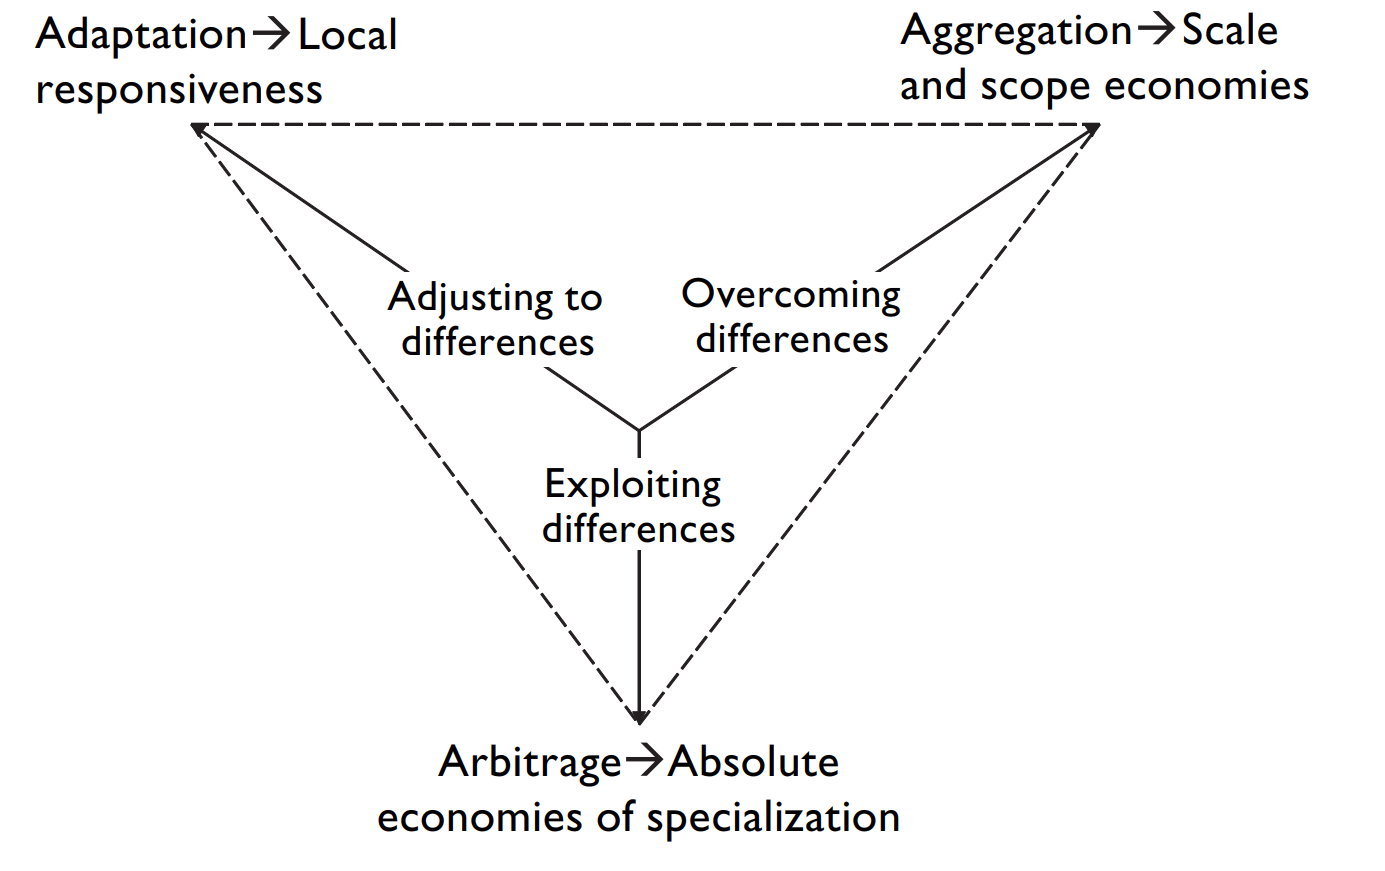 Adaptation→Local
responsiveness
Aggregation→Scale
and scope economies
Adjusting to
differences
Overcoming
differences
Exploiting
differences
Arbitrage→Absolute
economies of specialization